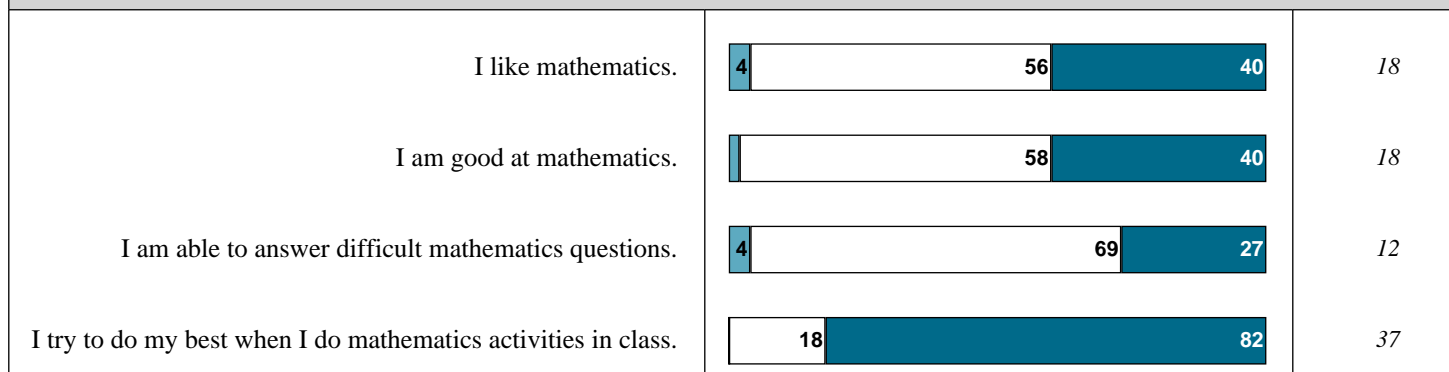 I like mathematics. 4 56 40 18
I am good at mathematics. 58 40 18
I am able to answer difficult mathematics questions. 4 69 27 12
I try to do my best when I do mathematics activities in class. 18 82 37